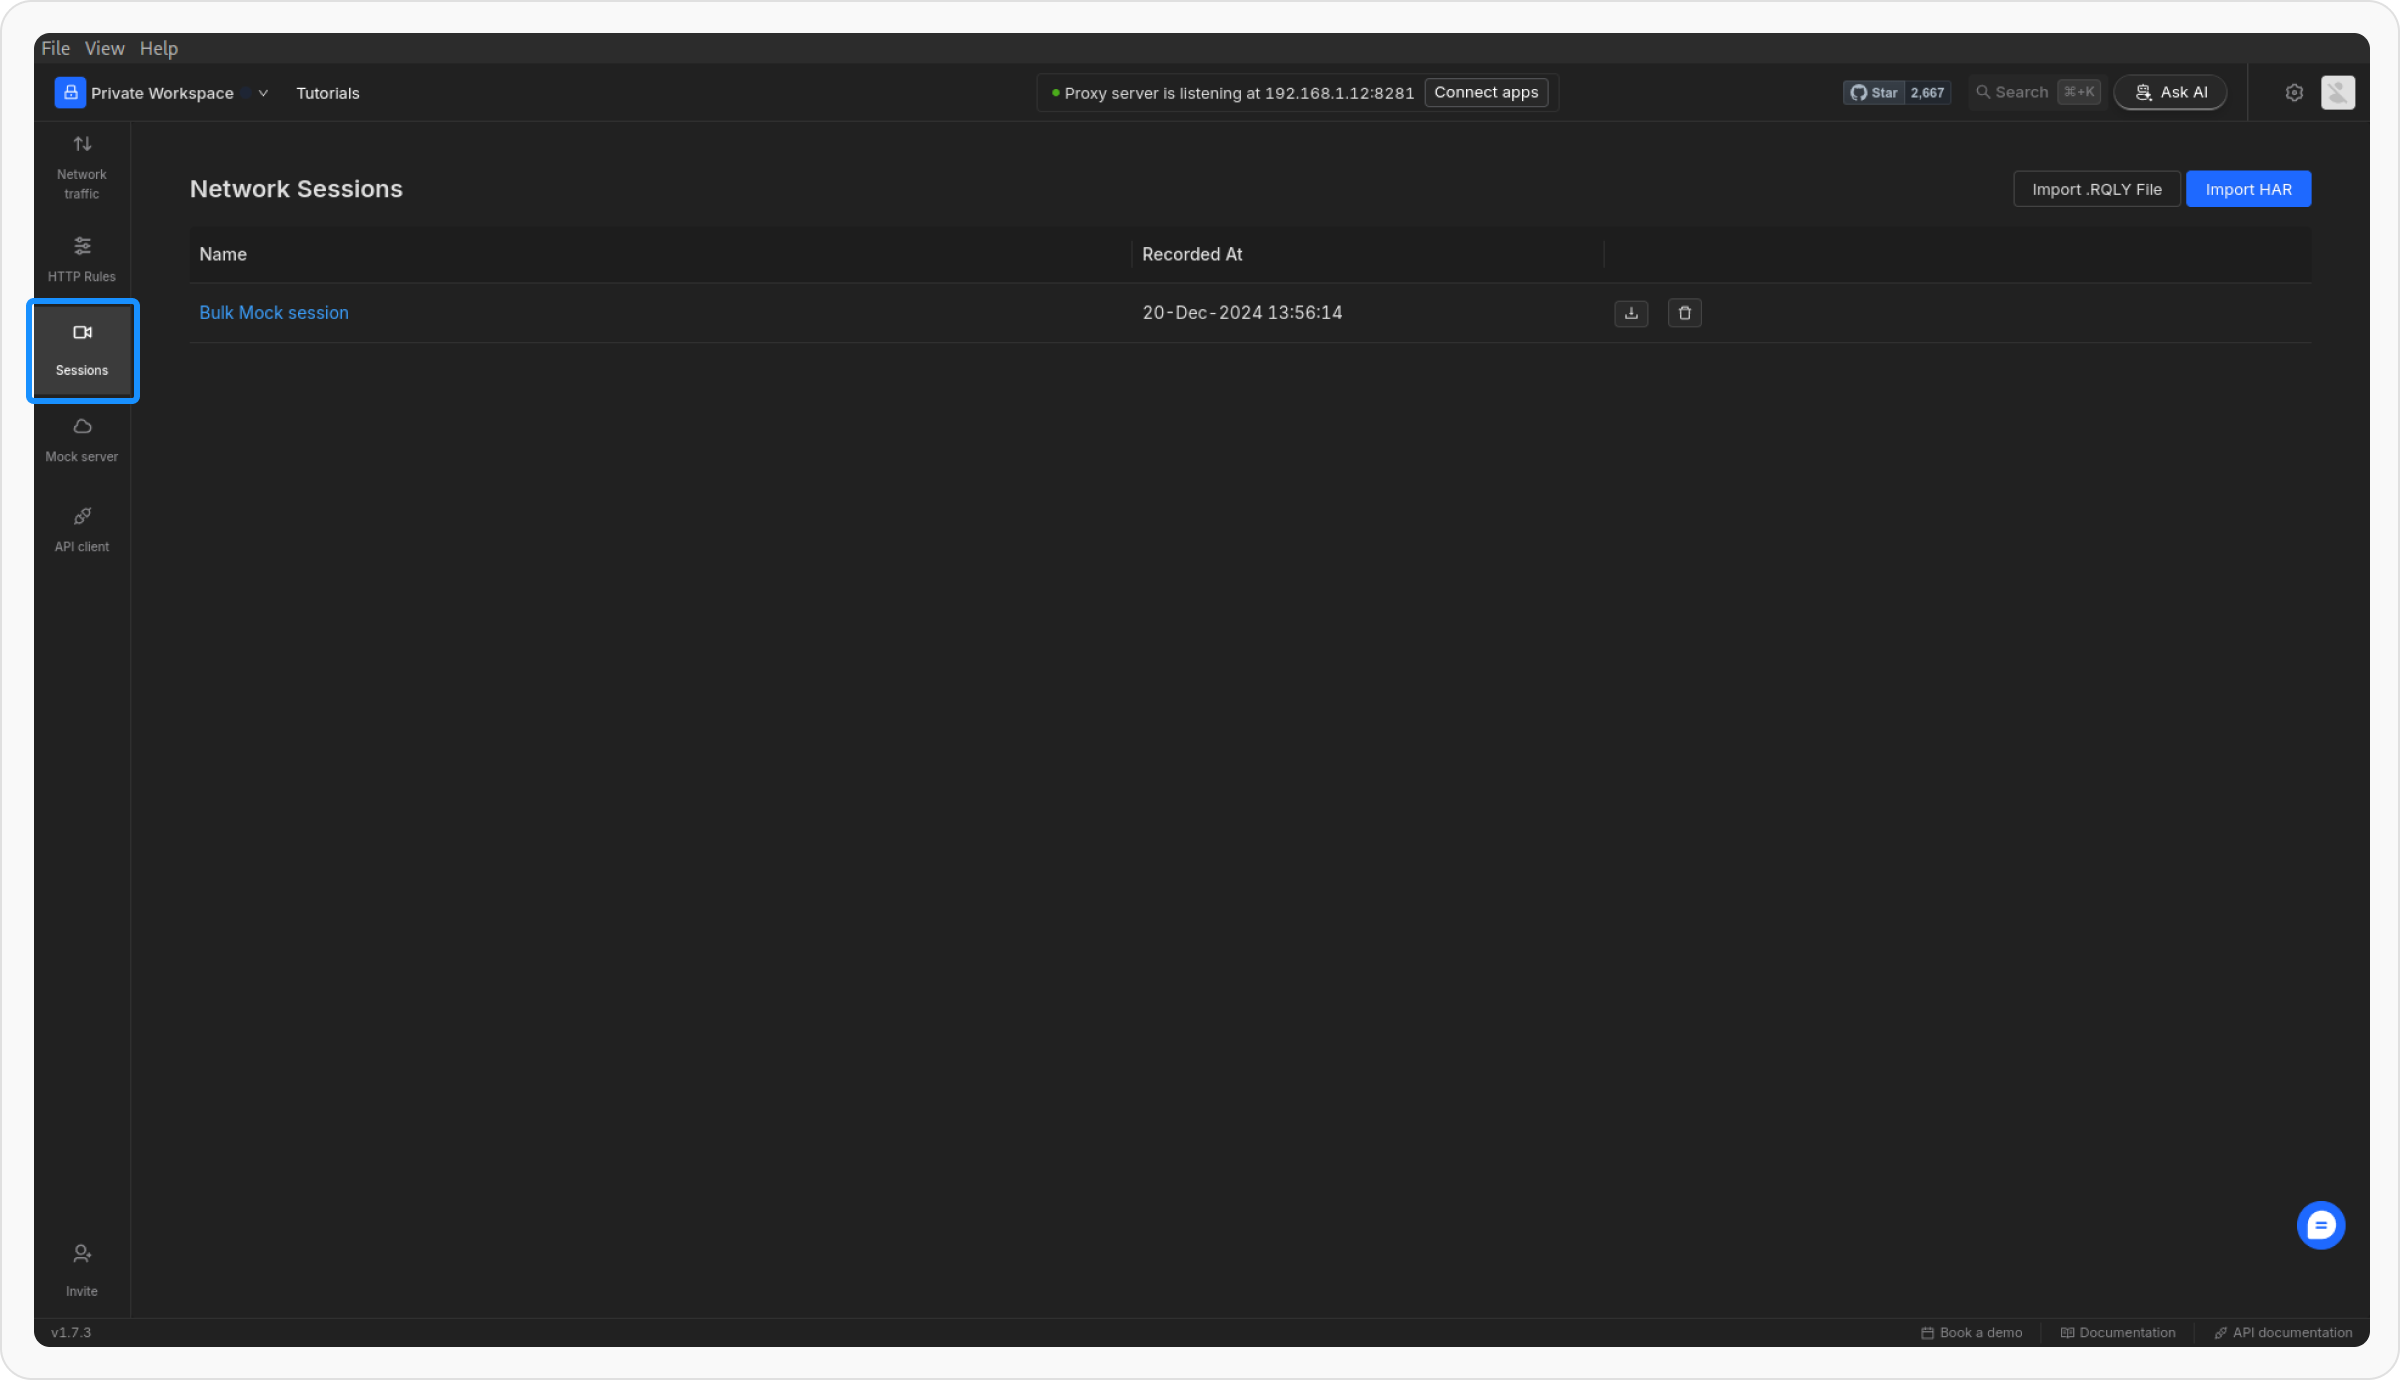 File View Help
Private Workspace Tutorials Proxy server is listening at 192.168.1.12:8281 Connect apps Star 2,667 Search ⌘+K Ask AI
Network
traffic
HTTP Rules
Sessions
Mock server
API client
Invite
Network Sessions Import .RQLY File Import HAR
Name Recorded At
Bulk Mock session 20-Dec-2024 13:56:14
v1.7.3 Book a demo Documentation API documentation